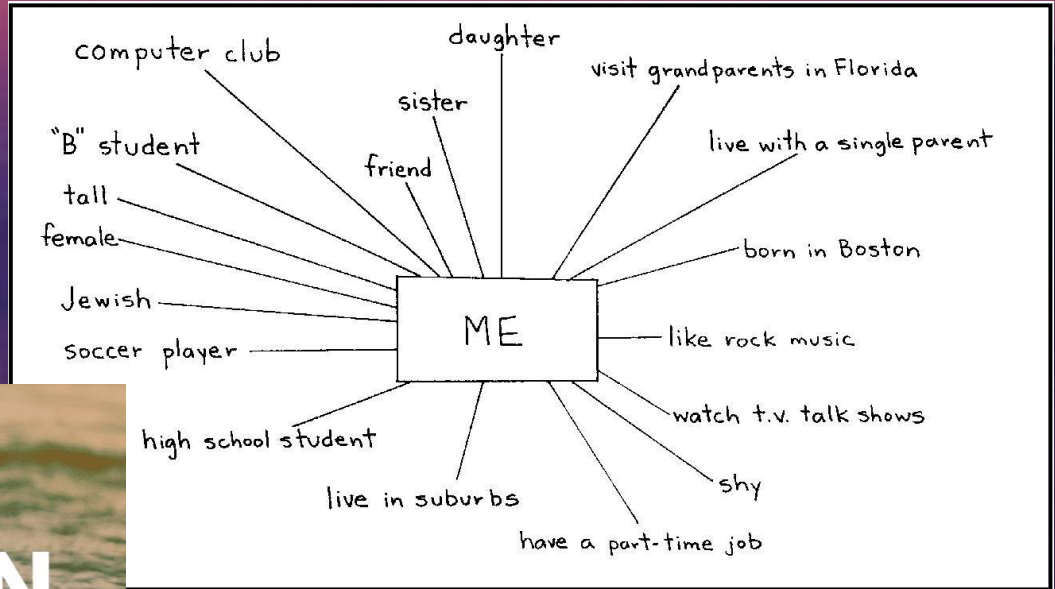 daughter
computer club
visit grandparents in Florida
sister
"B" student
live with a single parent
friend
tall
female
born in Boston
Jewish
ME
like rock music
soccer player
watch t.v. talk shows
high school student
shy
live in suburbs
have a part-time job
N